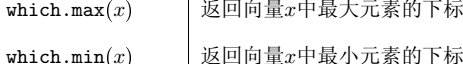 which.max(x) 返回向量x中最大元素的下标
which.min(x) 返回向量x中最小元素的下标